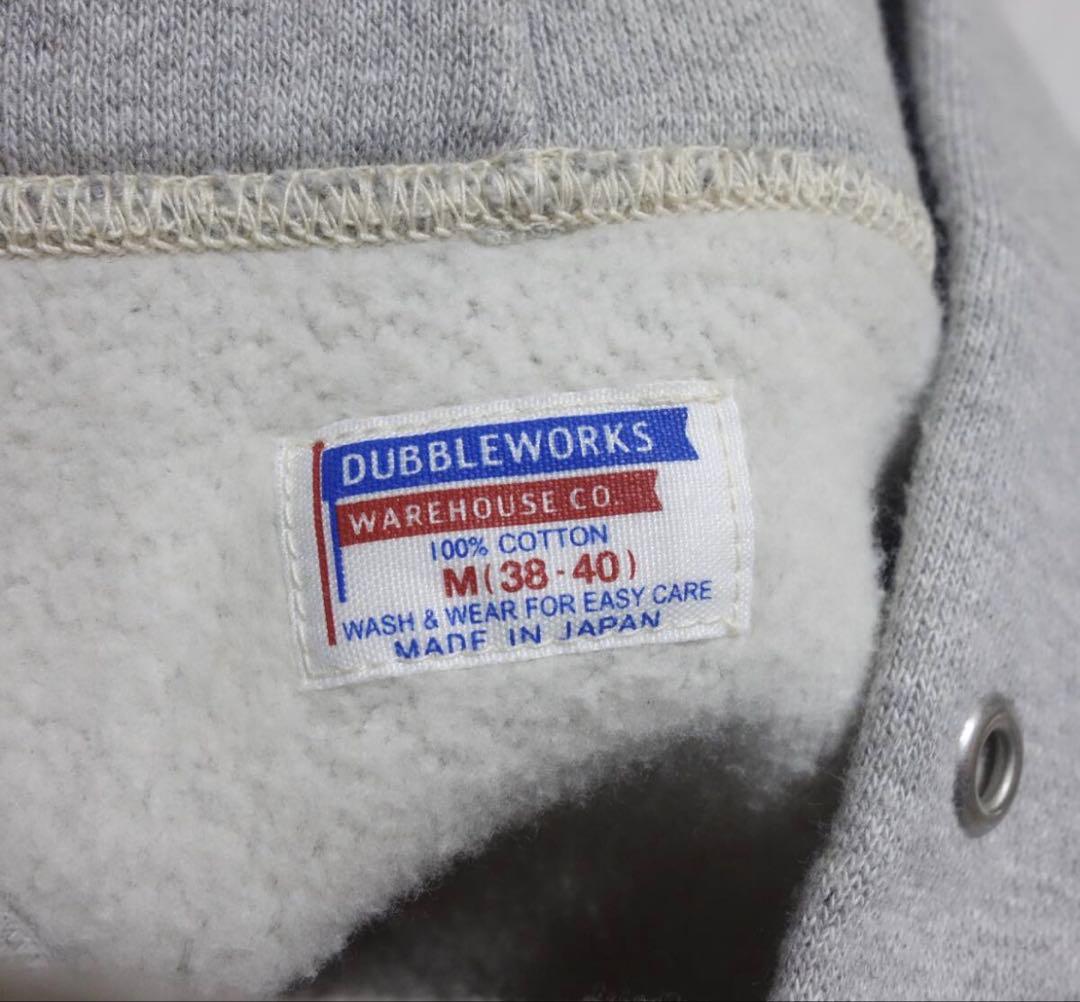 DUBBLEWORKS
WAREHOUSE CO.
100% COTTON
M(38-40)
WASH & WEAR FOR EASY CARE
MADE IN JAPAN